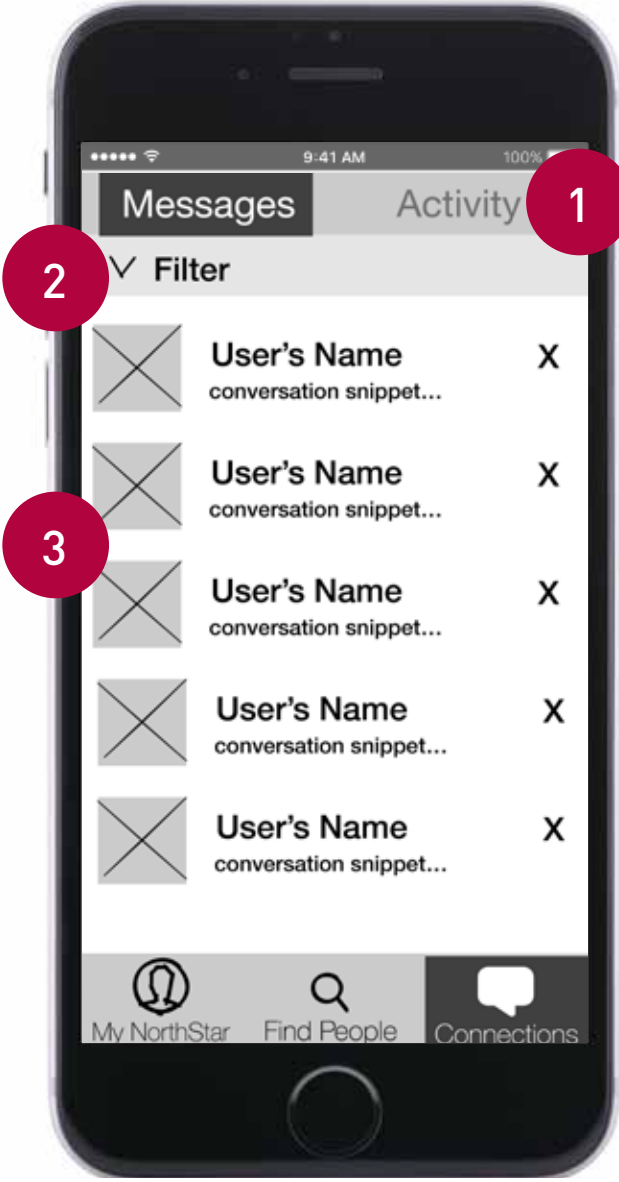 9:41 AM 100%
Messages Activity 1
2 Filter
User's Name X
conversation snippet...
User's Name X
conversation snippet...
3
User's Name X
conversation snippet...
User's Name X
conversation snippet...
User's Name X
conversation snippet...
My NorthStar Find People Connections